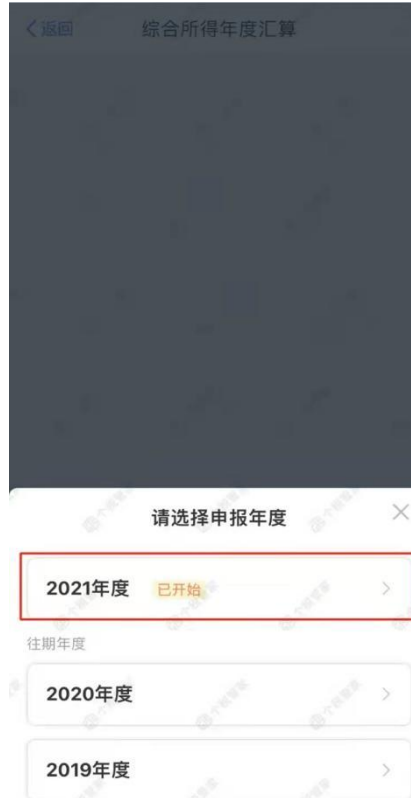 返回 综合所得年度汇算
请选择申报年度
2021年度 已开始
往期年度
2020年度
2019年度